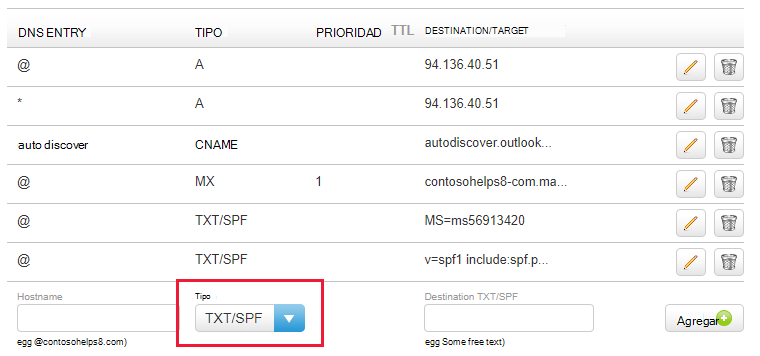 DNS ENTRY TIPO PRIORIDAD TTL DESTINATION/TARGET
@ A 94.136.40.51
* A 94.136.40.51
auto discover CNAME autodiscover.outlook...
@ MX 1 contosohelps8-com.ma...
@ TXT/SPF MS=ms56913420
@ TXT/SPF v=spf1 include:spf.p...
Hostname Tipo Destination TXT/SPF
TXT/SPF Agregar
egg @contosohelps8.com) egg Some free text)